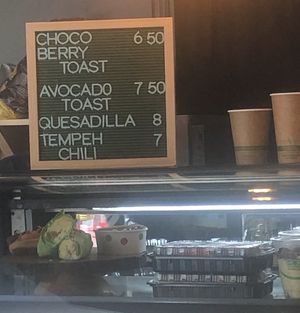 CHOCO 6 50
BERRY
TOAST
AVOCADO 7 50
TOAST
QUESADILLA 8
TEMPEH 7
CHILI